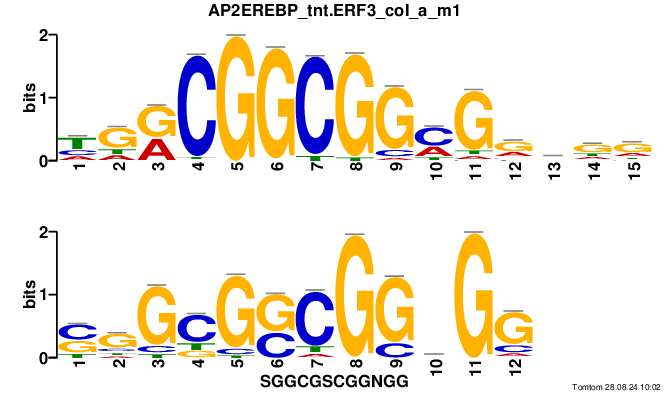 AP2EREBP_tnt.ERF3_col_a_m1
2
1
0
bits
T G G C G G C G G C G G G G
C T A A T A
A A
1 2 3 4 5 6 7 8 9 10 11 12 13 14 15
2
1
0
bits
C G G C G G C G G G G
G C T C C T C C
T G A A
1 2 3 4 5 6 7 8 9 10 11 12
SGGCGSCGGNGG
Tomtom 28.08.24 10:02